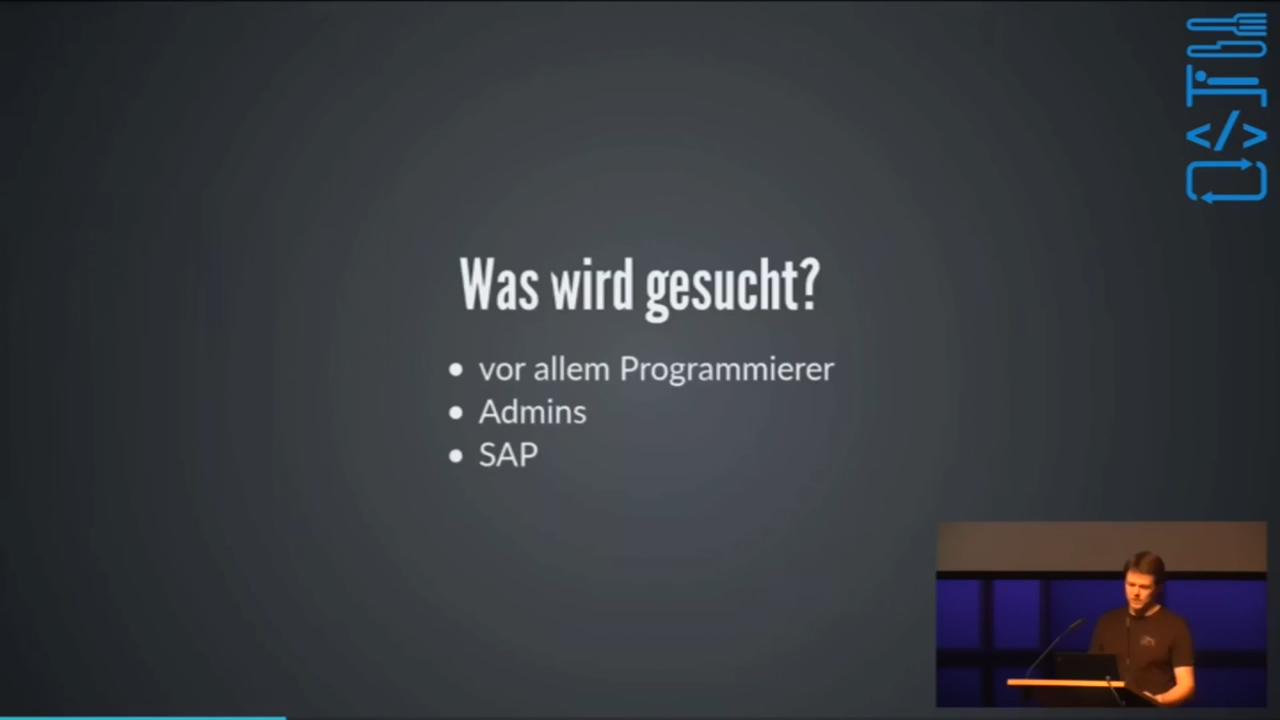 Was wird gesucht?
• vor allem Programmierer
• Admins
• SAP